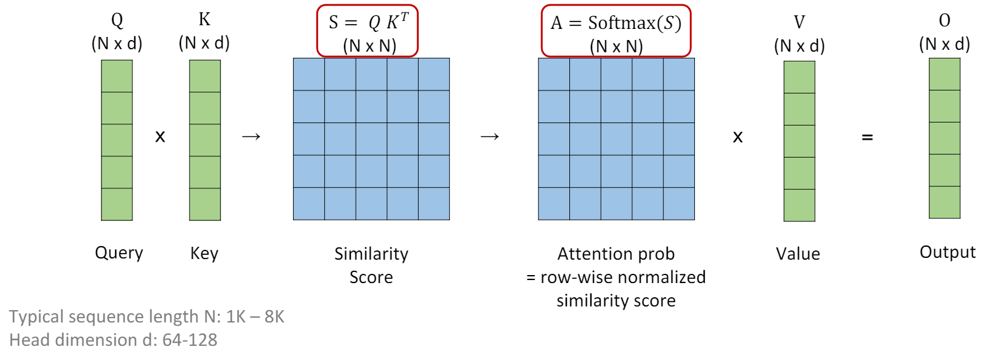 Q
(N x d)
K
(N x d)
S = Q Kᵀ
(N x N)
A = Softmax(S)
(N x N)
V
(N x d)
O
(N x d)
x
→
→
x
=
Query
Key
Similarity
Score
Attention prob
= row-wise normalized
similarity score
Value
Output
Typical sequence length N: 1K – 8K
Head dimension d: 64-128